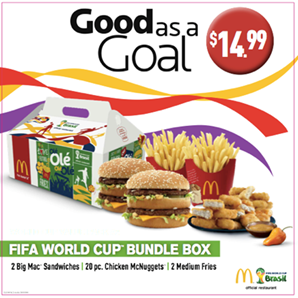 Good as a
Goal
$14.99
Olé
FIFA WORLD CUP™ BUNDLE BOX
2 Big Mac® Sandwiches | 20 pc. Chicken McNuggets® | 2 Medium Fries
Brasil
official restaurant